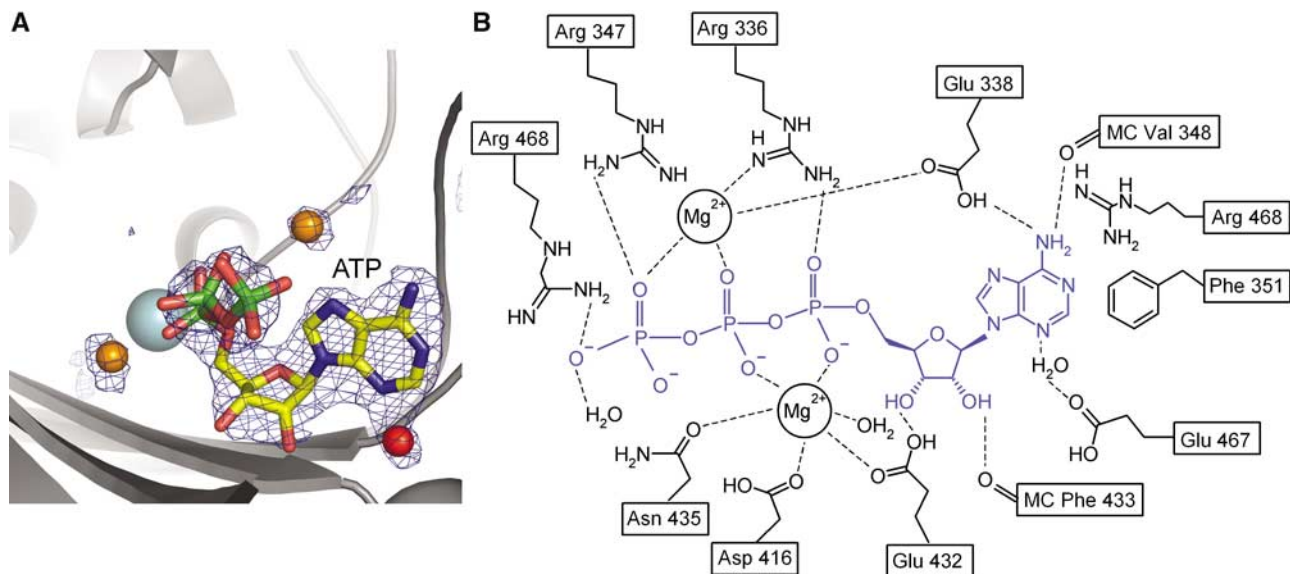 A
ATP
B
Arg 347
Arg 336
Glu 338
MC Val 348
Arg 468
Arg 468
Phe 351
Glu 467
MC Phe 433
Glu 432
Asp 416
Asn 435
NH
H₂N
NH
H
N
NH
NH₂
O
OH
O
H
N
H
N
NH₂
NH
NH₂
HN
Mg²⁺
NH₂
N
N
N
N
O
O
O
P
O
P
O
P
O
O⁻
O⁻
O⁻
O⁻
O
HO
OH
H₂O
H₂O
Mg²⁺
OH₂
O
H₂N
HO
O
O
OH
O
O
HO